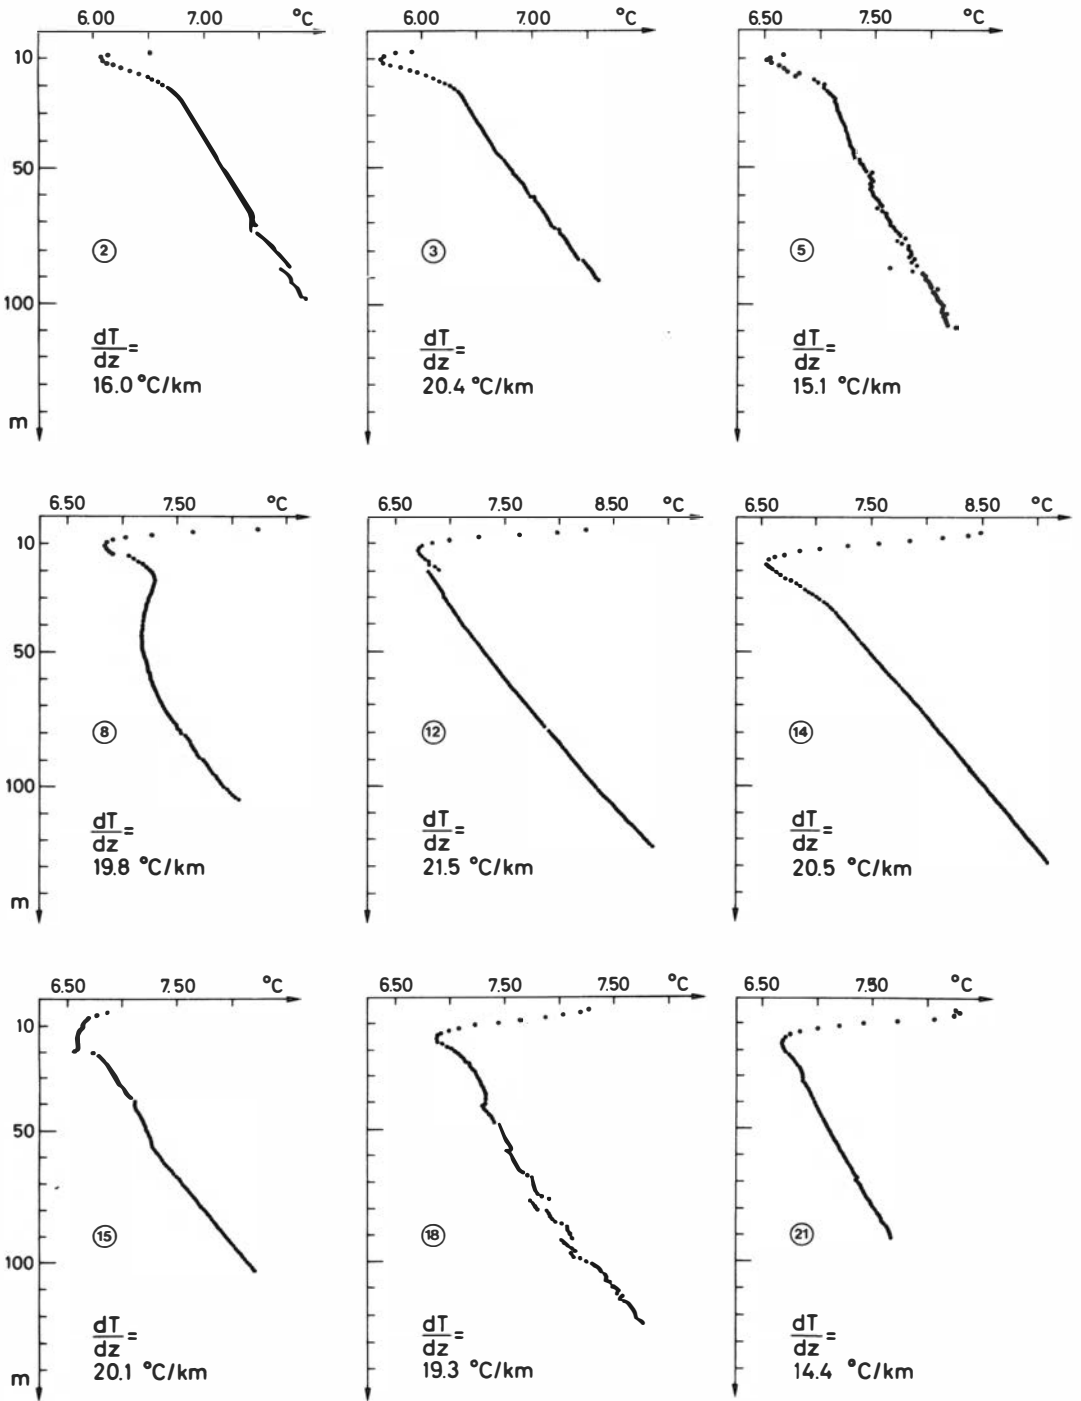 6.00 7.00 °C
6.00 7.00 °C
6.50 7.50 °C
10
50
100
m
2
3
5
dT
dz =
16.0 °C/km
dT
dz =
20.4 °C/km
dT
dz =
15.1 °C/km
6.50 7.50 °C
6.50 7.50 8.50 °C
6.50 7.50 8.50 °C
10
50
100
m
8
12
14
dT
dz =
19.8 °C/km
dT
dz =
21.5 °C/km
dT
dz =
20.5 °C/km
6.50 7.50 °C
6.50 7.50 7.50 °C
6.50 7.50 °C
10
50
100
m
15
18
21
dT
dz =
20.1 °C/km
dT
dz =
19.3 °C/km
dT
dz =
14.4 °C/km